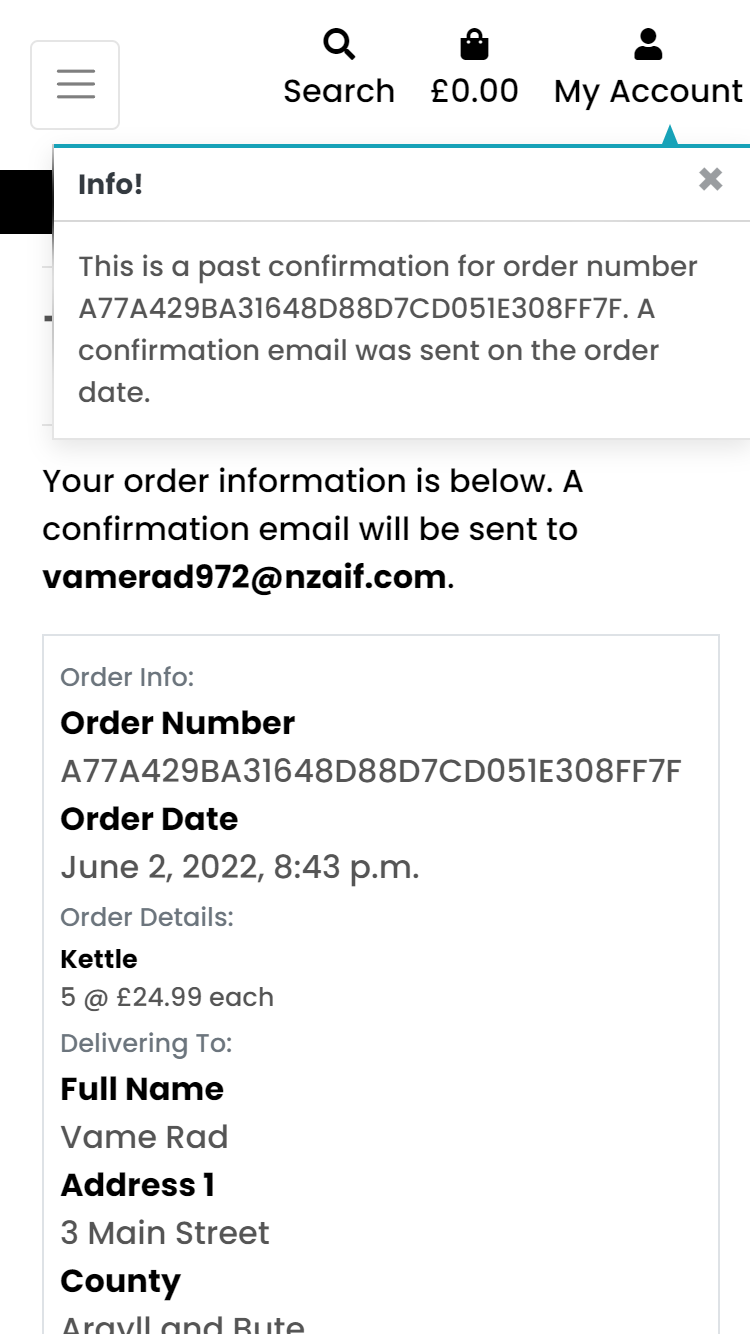 Search £0.00 My Account
Info!
This is a past confirmation for order number
A77A429BA31648D88D7CD051E308FF7F. A
confirmation email was sent on the order
date.
Your order information is below. A
confirmation email will be sent to
vamerad972@nzaif.com.
Order Info:
Order Number
A77A429BA31648D88D7CD051E308FF7F
Order Date
June 2, 2022, 8:43 p.m.
Order Details:
Kettle
5 @ £24.99 each
Delivering To:
Full Name
Vame Rad
Address 1
3 Main Street
County
Argyll and Bute